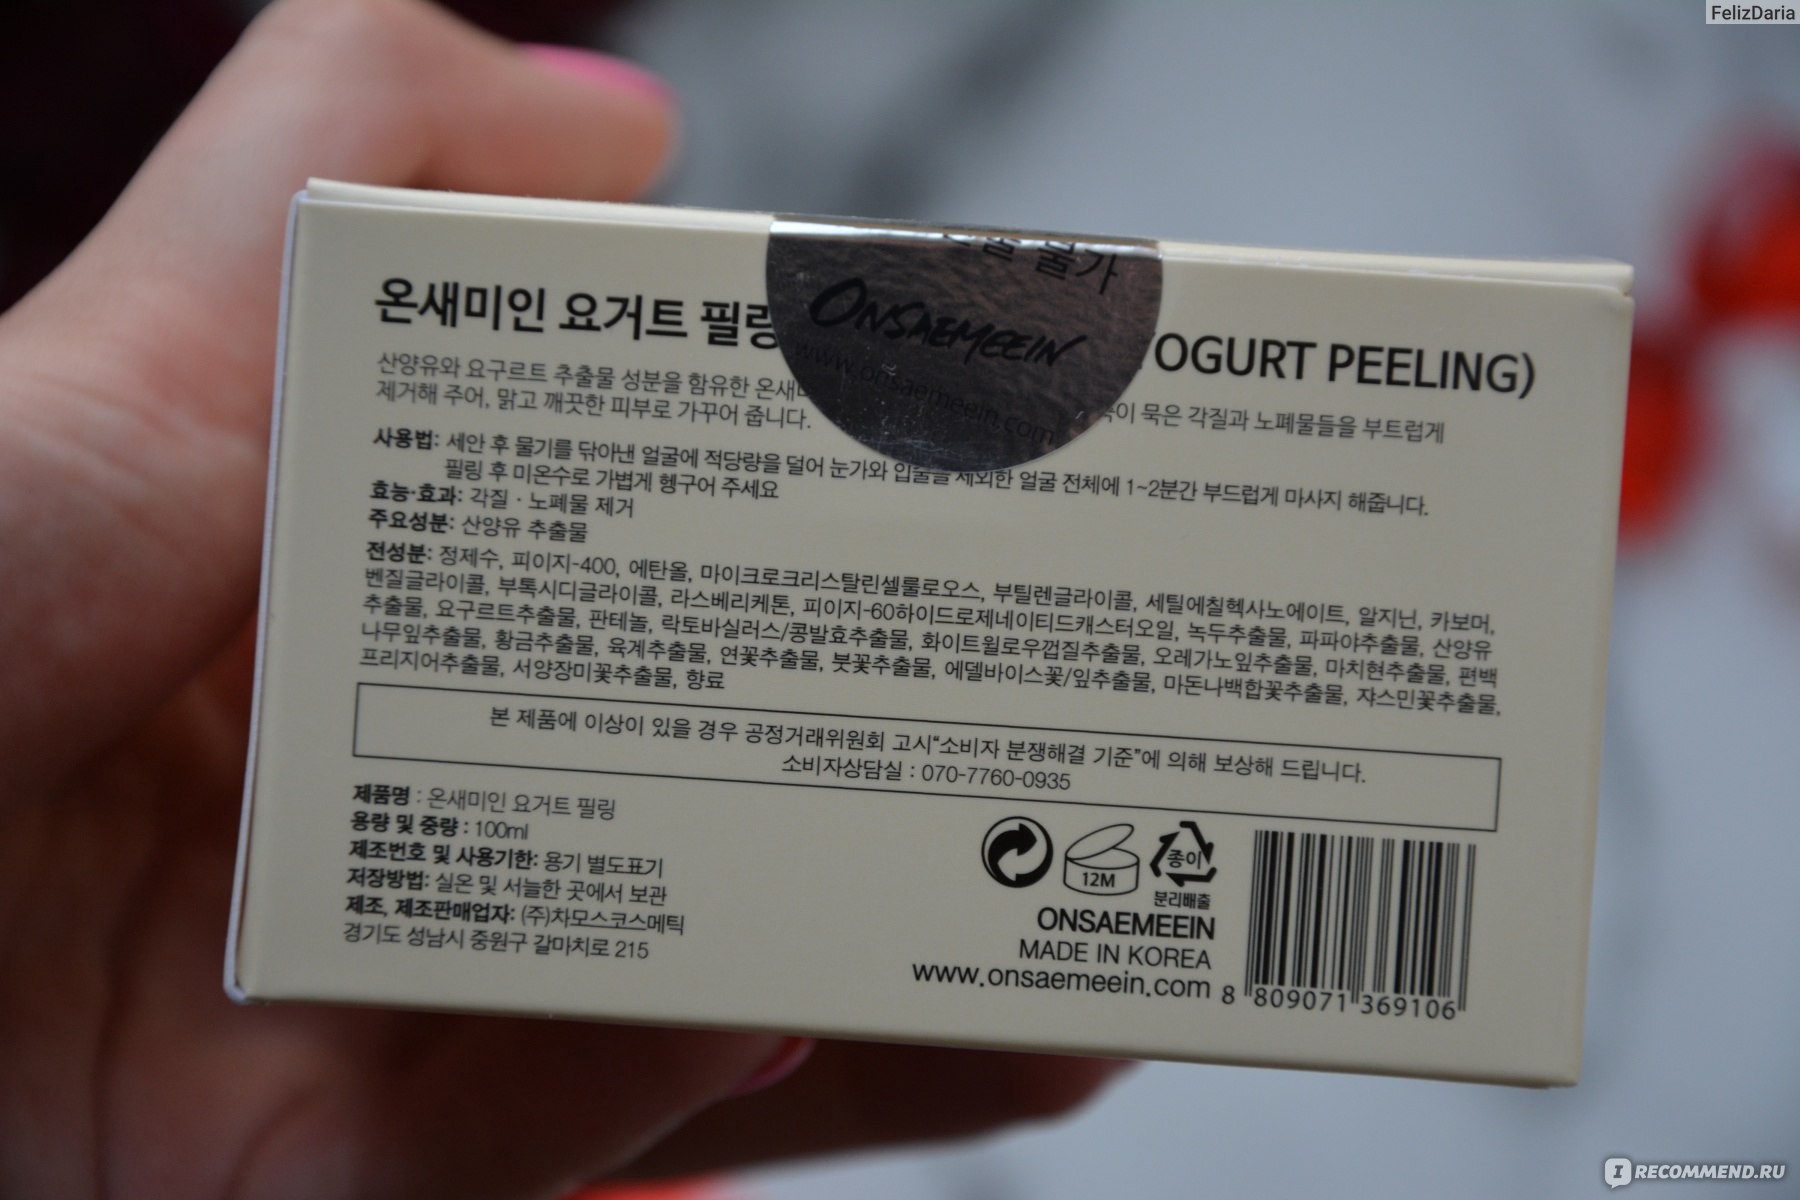 FelizDaria
물가
ONSAEMEEIN
www.onsaemeein.com
온새미인 요거트 필링 OGURT PEELING)
산양유와 요구르트 추출물 성분을 함유한 묵은 각질과 노폐물들을 부드럽게
제거해 주어, 맑고 깨끗한 피부로 가꾸어 줍니다.
사용법: 세안 후 물기를 닦아낸 얼굴에 적당량을 덜어 눈가와 입술을 제외한 얼굴 전체에 1~2분간 부드럽게 마사지 해줍니다.
필링 후 미온수로 가볍게 헹구어 주세요
효능·효과: 각질 · 노폐물 제거
주요성분: 산양유 추출물
전성분: 정제수, 피이지-400, 에탄올, 마이크로크리스탈린셀룰로오스, 부틸렌글라이콜, 세틸에칠헥사노에이트, 알지닌, 카보머,
벤질글라이콜, 부톡시디글라이콜, 라스베리케톤, 피이지-60하이드로제네이티드캐스터오일, 녹두추출물, 파파야추출물, 산양유
추출물, 요구르트추출물, 판테놀, 락토바실러스/콩발효추출물, 화이트윌로우껍질추출물, 오레가노잎추출물, 마치현추출물, 편백
나무잎추출물, 황금추출물, 육계추출물, 연꽃추출물, 붓꽃추출물, 에델바이스꽃/잎추출물, 마돈나백합꽃추출물, 쟈스민꽃추출물,
프리지어추출물, 서양장미꽃추출물, 향료
본 제품에 이상이 있을 경우 공정거래위원회 고시“소비자 분쟁해결 기준”에 의해 보상해 드립니다.
소비자상담실 : 070-7760-0935
제품명 : 온새미인 요거트 필링
용량 및 중량 : 100ml
제조번호 및 사용기한: 용기 별도표기
저장방법: 실온 및 서늘한 곳에서 보관
제조, 제조판매업자: (주)차모스코스메틱
경기도 성남시 중원구 갈마치로 215
12M
종이
분리배출
ONSAEMEEIN
MADE IN KOREA
www.onsaemeein.com
8 809071 369106
I RECOMMEND.RU